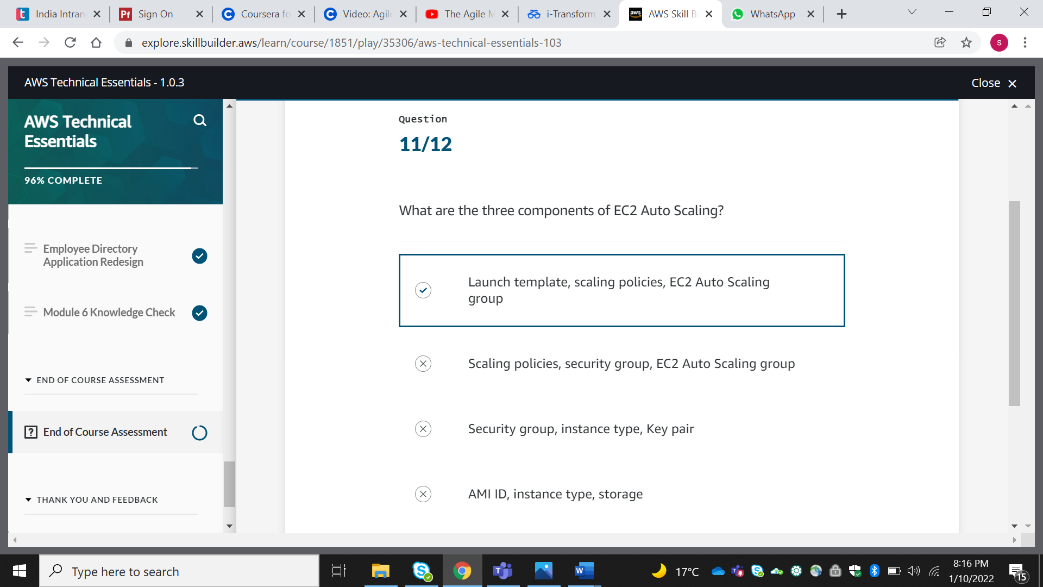 India Intran
Sign On
Coursera fo
Video: Agile
The Agile M
i-Transform
AWS Skill B
WhatsApp
explore.skillbuilder.aws/learn/course/1851/play/35306/aws-technical-essentials-103
S
AWS Technical Essentials - 1.0.3
Close
AWS Technical
Essentials
96% COMPLETE
Employee Directory
Application Redesign
Module 6 Knowledge Check
END OF COURSE ASSESSMENT
End of Course Assessment
THANK YOU AND FEEDBACK
Question
11/12
What are the three components of EC2 Auto Scaling?
Launch template, scaling policies, EC2 Auto Scaling
group
Scaling policies, security group, EC2 Auto Scaling group
Security group, instance type, Key pair
AMI ID, instance type, storage
Type here to search
17°C
8:16 PM
1/10/2022
15